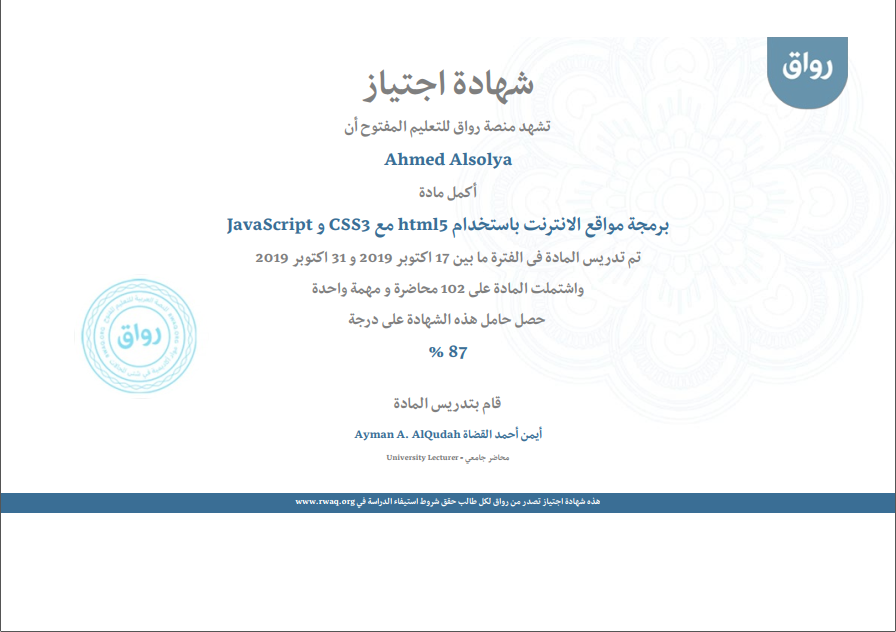 رواق
شهادة اجتياز
تشهد منصة رواق للتعليم المفتوح أن
Ahmed Alsolya
أكمل مادة
برمجة مواقع الانترنت باستخدام html5 مع CSS3 و JavaScript
تم تدريس المادة في الفترة ما بين 17 اكتوبر 2019 و 31 اكتوبر 2019
واشتملت المادة على 102 محاضرة و مهمة واحدة
حصل حامل هذه الشهادة على درجة
87 %
رواق
قام بتدريس المادة
أيمن أحمد القضاة Ayman A. AlQudah
محاضر جامعي - University Lecturer
هذه شهادة اجتياز تصدر من رواق لكل طالب حقق شروط استيفاء الدراسة في www.rwaq.org